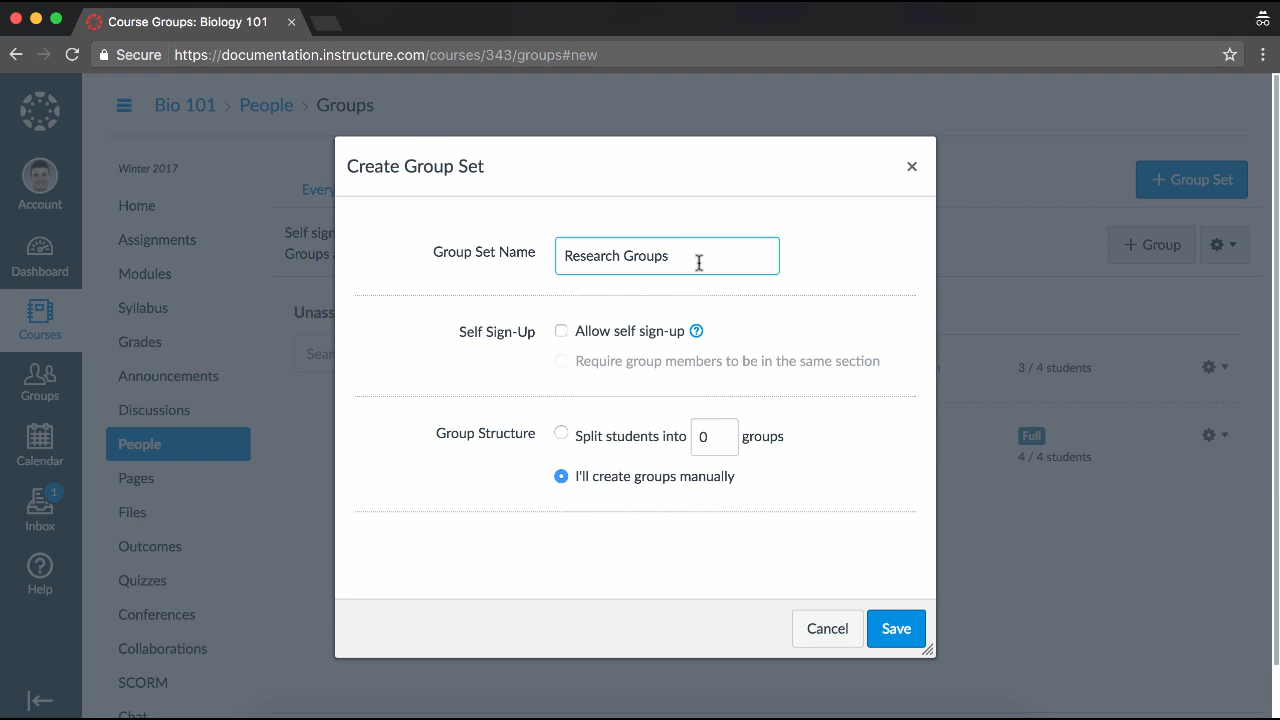 Course Groups: Biology 101
Secure https://documentation.instructure.com/courses/343/groups#new
Bio 101 > People > Groups
Account
Dashboard
Courses
Groups
Calendar
1
Inbox
Help
Winter 2017
Home
Assignments
Modules
Syllabus
Grades
Announcements
Discussions
People
Pages
Files
Outcomes
Quizzes
Conferences
Collaborations
SCORM
Chat
+ Group Set
+ Group
3 / 4 students
Full
4 / 4 students
Create Group Set
Group Set Name Research Groups
Self Sign-Up Allow self sign-up ?
Require group members to be in the same section
Group Structure Split students into 0 groups
I'll create groups manually
Cancel Save